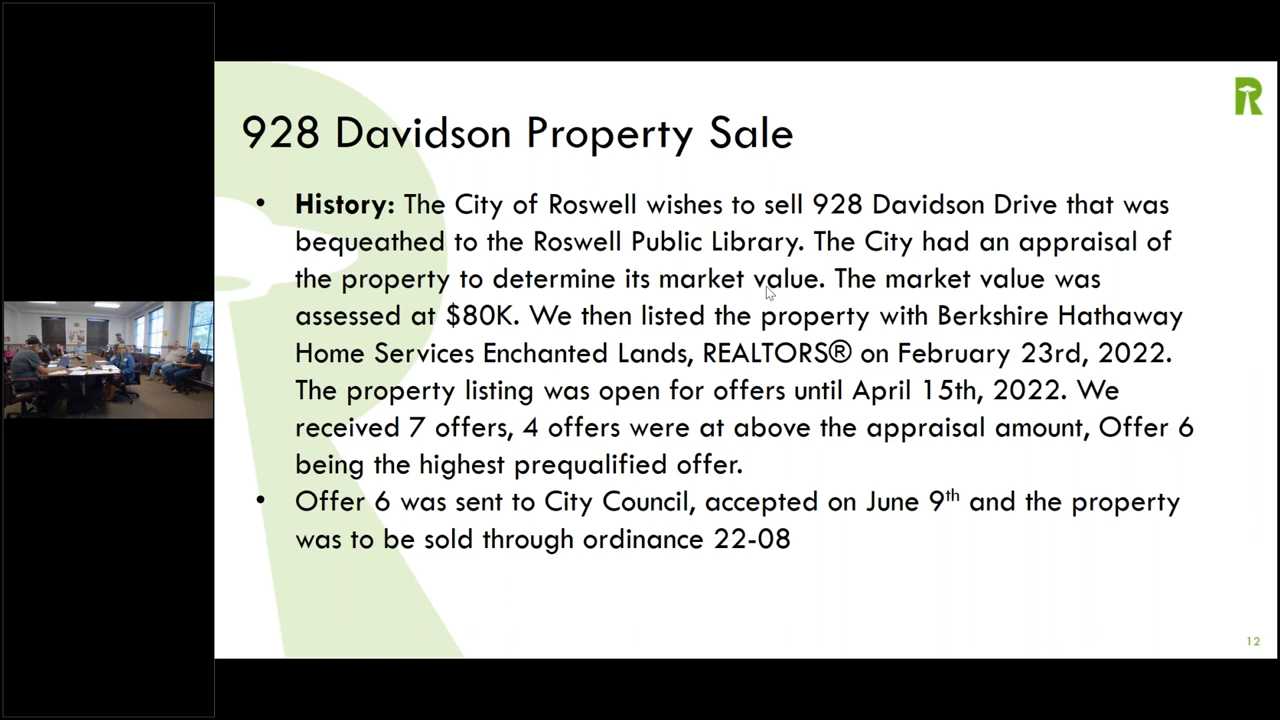 928 Davidson Property Sale
• History: The City of Roswell wishes to sell 928 Davidson Drive that was
bequeathed to the Roswell Public Library. The City had an appraisal of
the property to determine its market value. The market value was
assessed at $80K. We then listed the property with Berkshire Hathaway
Home Services Enchanted Lands, REALTORS® on February 23rd, 2022.
The property listing was open for offers until April 15th, 2022. We
received 7 offers, 4 offers were at above the appraisal amount, Offer 6
being the highest prequalified offer.
• Offer 6 was sent to City Council, accepted on June 9th and the property
was to be sold through ordinance 22-08
12